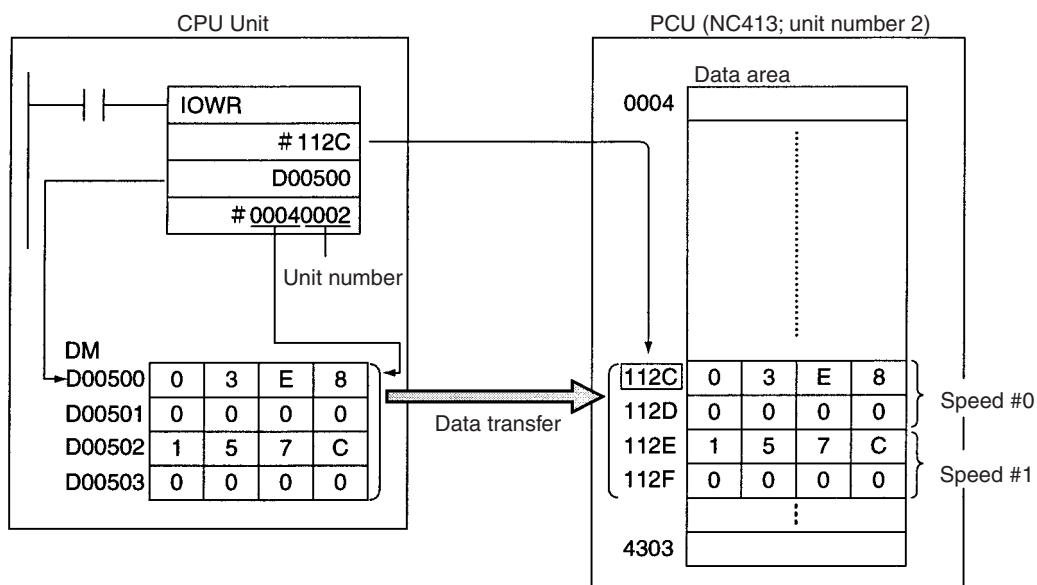 CPU Unit
IOWR
# 112C
D00500
# 00040002
Unit number
DM
D00500 0 3 E 8
D00501 0 0 0 0
D00502 1 5 7 C
D00503 0 0 0 0
Data transfer
PCU (NC413; unit number 2)
Data area
0004
112C 0 3 E 8
112D 0 0 0 0
Speed #0
112E 1 5 7 C
112F 0 0 0 0
Speed #1
4303